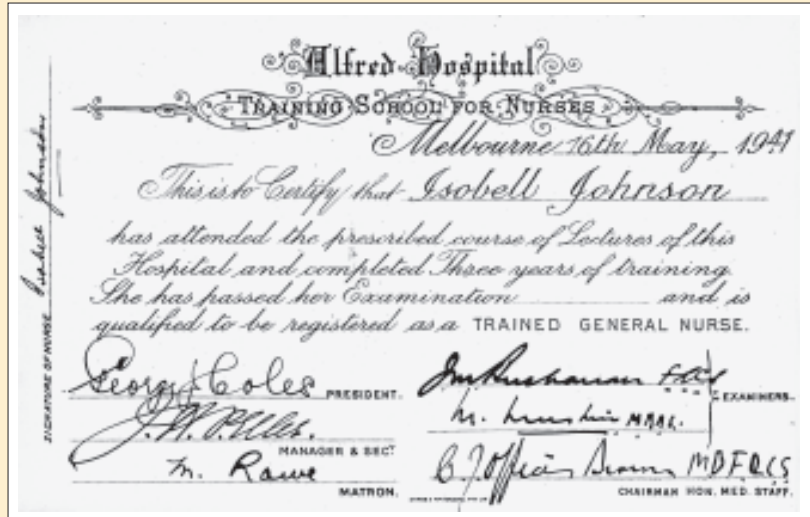 Alfred Hospital
TRAINING SCHOOL FOR NURSES
Melbourne 16th May, 1941
This is to Certify that Isobell Johnson
has attended the prescribed course of Lectures of this
Hospital and completed Three years of training.
She has passed her Examination and is
qualified to be registered as a TRAINED GENERAL NURSE.
George Coles PRESIDENT.
MANAGER & SECT.
M. Rawe
MATRON.
EXAMINERS.
C. J. Officer Brown M D F R C S
CHAIRMAN HON. MED. STAFF.
SIGNATURE OF NURSE Johnson